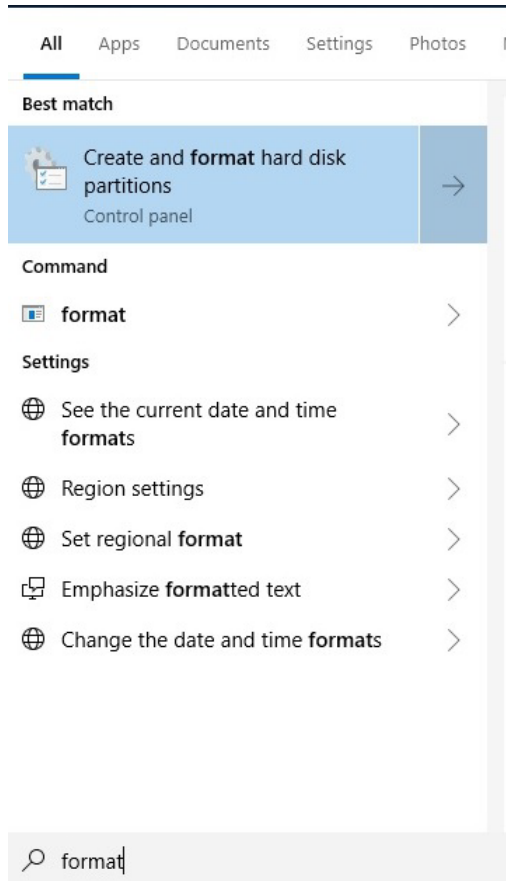 All Apps Documents Settings Photos
Best match
Create and format hard disk
partitions
Control panel
Command
format
Settings
See the current date and time
formats
Region settings
Set regional format
Emphasize formatted text
Change the date and time formats
format